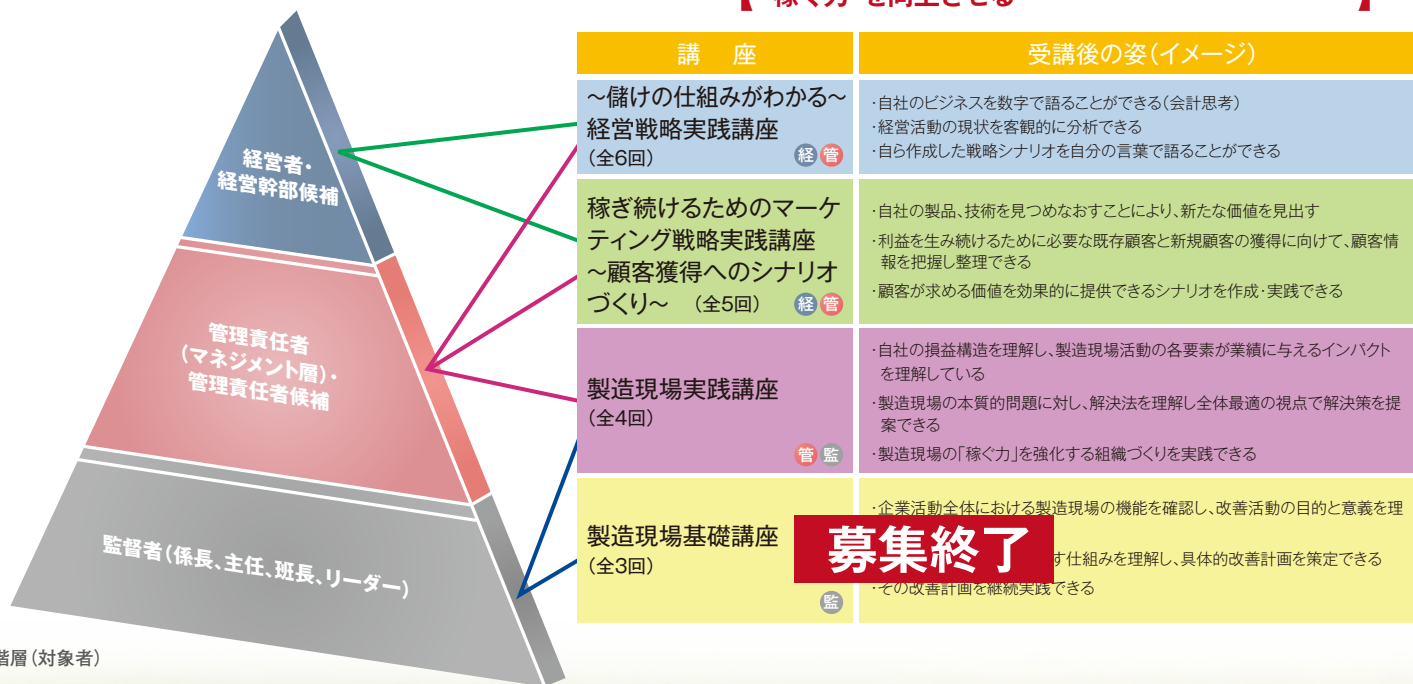 【"稼ぐ力"を向上させる 】
講 座
受講後の姿(イメージ)
～儲けの仕組みがわかる～
経営戦略実践講座
(全6回)
経 管
・自社のビジネスを数字で語ることができる(会計思考)
・経営活動の現状を客観的に分析できる
・自ら作成した戦略シナリオを自分の言葉で語ることができる
稼ぎ続けるためのマーケ
ティング戦略実践講座
～顧客獲得へのシナリオ
づくり～ (全5回)
経 管
・自社の製品、技術を見つめなおすことにより、新たな価値を見出す
・利益を生み続けるために必要な既存顧客と新規顧客の獲得に向けて、顧客情
報を把握し整理できる
・顧客が求める価値を効果的に提供できるシナリオを作成・実践できる
製造現場実践講座
(全4回)
管 監
・自社の損益構造を理解し、製造現場活動の各要素が業績に与えるインパクト
を理解している
・製造現場の本質的問題に対し、解決法を理解し全体最適の視点で解決策を提
案できる
・製造現場の「稼ぐ力」を強化する組織づくりを実践できる
製造現場基礎講座
(全3回)
監
・企業活動全体における製造現場の機能を確認し、改善活動の目的と意義を理
す仕組みを理解し、具体的改善計画を策定できる
・その改善計画を継続実践できる
募集終了
経営者・
経営幹部候補
管理責任者
(マネジメント層)・
管理責任者候補
監督者(係長、主任、班長、リーダー)
階層(対象者)